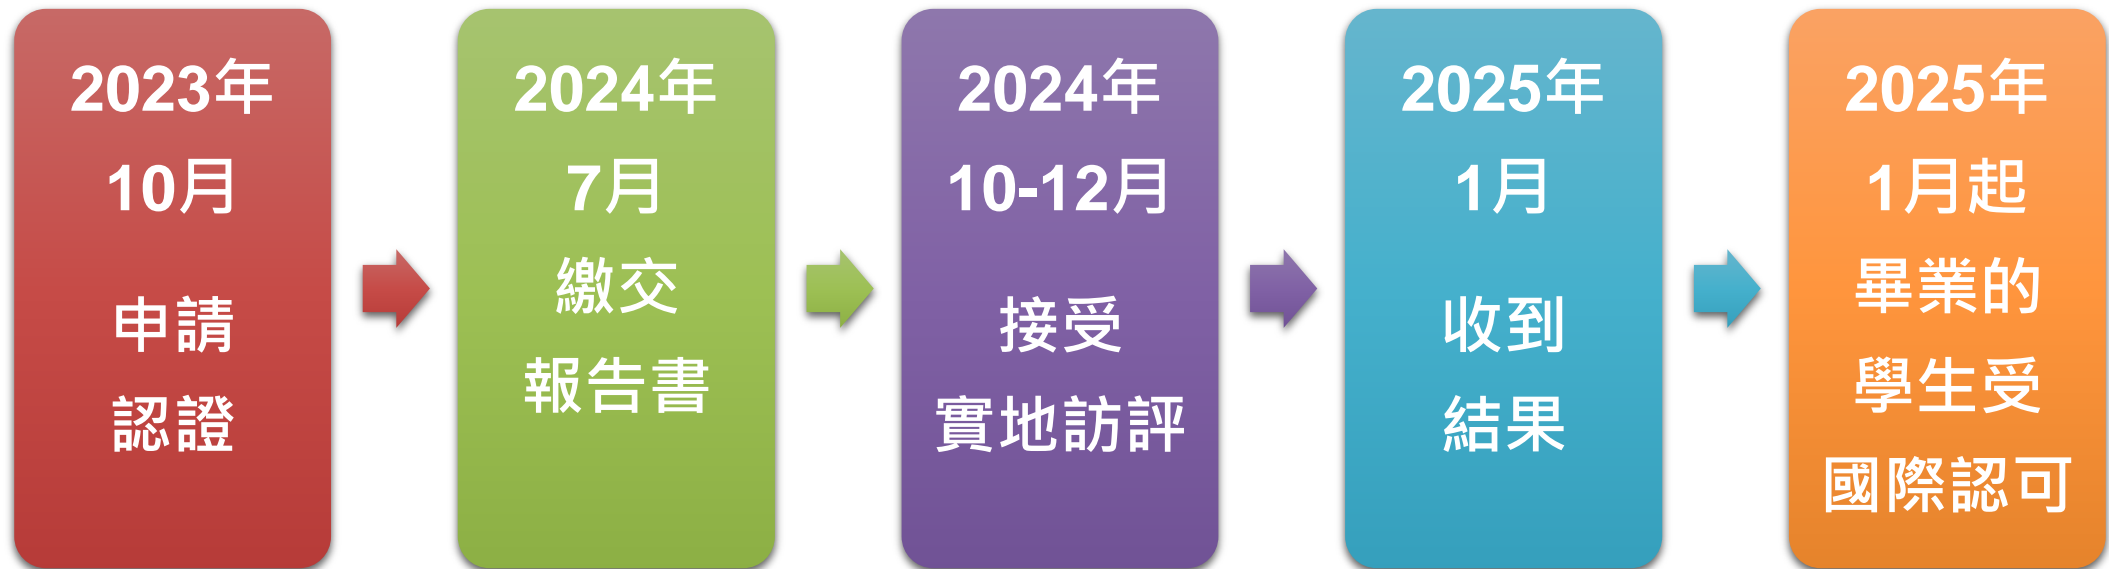 2023年
10月
申請
認證
2024年
7月
繳交
報告書
2024年
10-12月
接受
實地訪評
2025年
1月
收到
結果
2025年
1月起
畢業的
學生受
國際認可